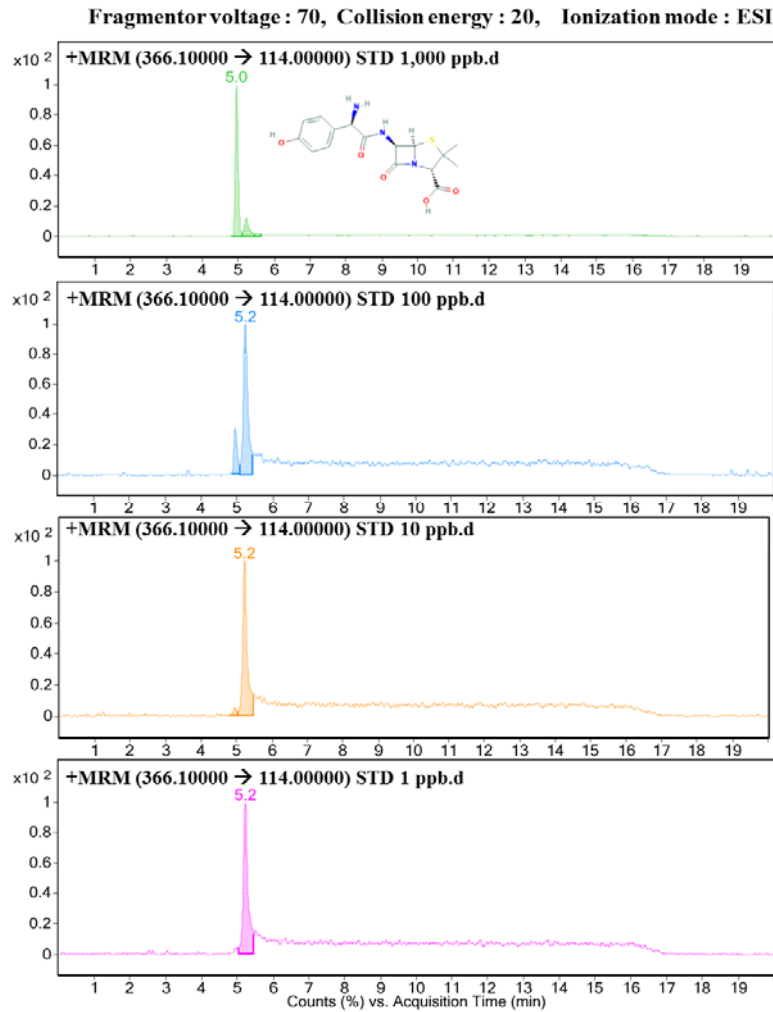 Fragmentor voltage : 70, Collision energy : 20, Ionization mode : ESI
x10 2
+MRM (366.10000 → 114.00000) STD 1,000 ppb.d
5.0
1
0.8
0.6
0.4
0.2
0
H
N
H
H
O
O
N
H
H
S
N
O
O
O
H
1 2 3 4 5 6 7 8 9 10 11 12 13 14 15 16 17 18 19
x10 2
+MRM (366.10000 → 114.00000) STD 100 ppb.d
5.2
1
0.8
0.6
0.4
0.2
0
1 2 3 4 5 6 7 8 9 10 11 12 13 14 15 16 17 18 19
x10 2
+MRM (366.10000 → 114.00000) STD 10 ppb.d
5.2
1
0.8
0.6
0.4
0.2
0
1 2 3 4 5 6 7 8 9 10 11 12 13 14 15 16 17 18 19
x10 2
+MRM (366.10000 → 114.00000) STD 1 ppb.d
5.2
1
0.8
0.6
0.4
0.2
0
1 2 3 4 5 6 7 8 9 10 11 12 13 14 15 16 17 18 19
Counts (%) vs. Acquisition Time (min)